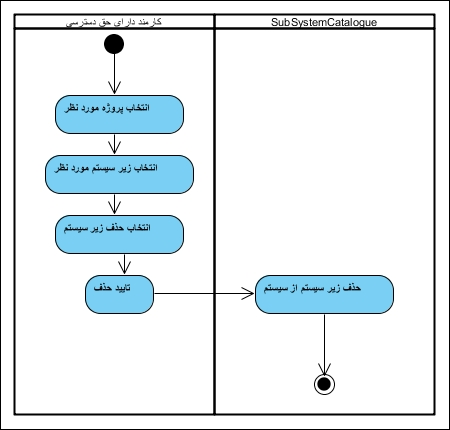 کارمند دارای حق دسترسی
SubSystemCatalogue
انتخاب پروژه مورد نظر
انتخاب زیر سیستم مورد نظر
انتخاب حذف زیر سیستم
تایید حذف
حذف زیر سیستم از سیستم